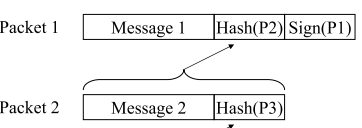 Packet 1 Message 1 Hash(P2) Sign(P1)
Packet 2 Message 2 Hash(P3)